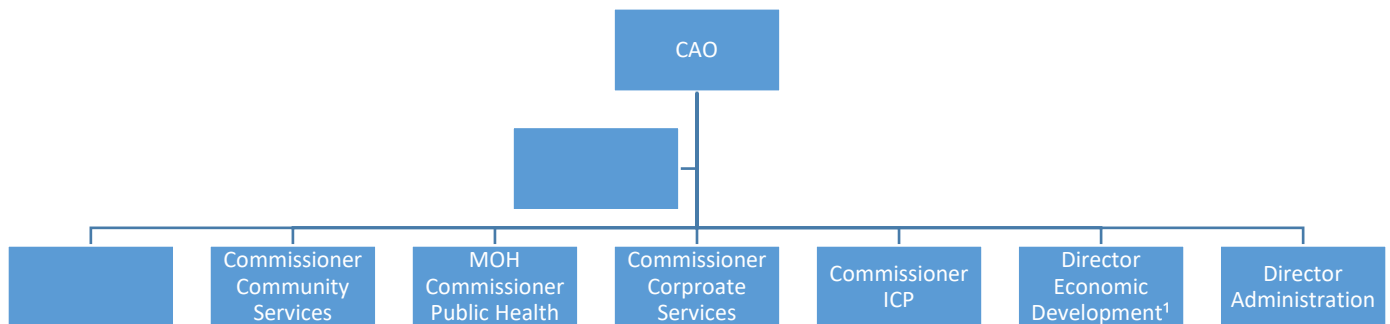 CAO
Commissioner
Community
Services
MOH
Commissioner
Public Health
Commissioner
Corproate
Services
Commissioner
ICP
Director
Economic
Development¹
Director
Administration